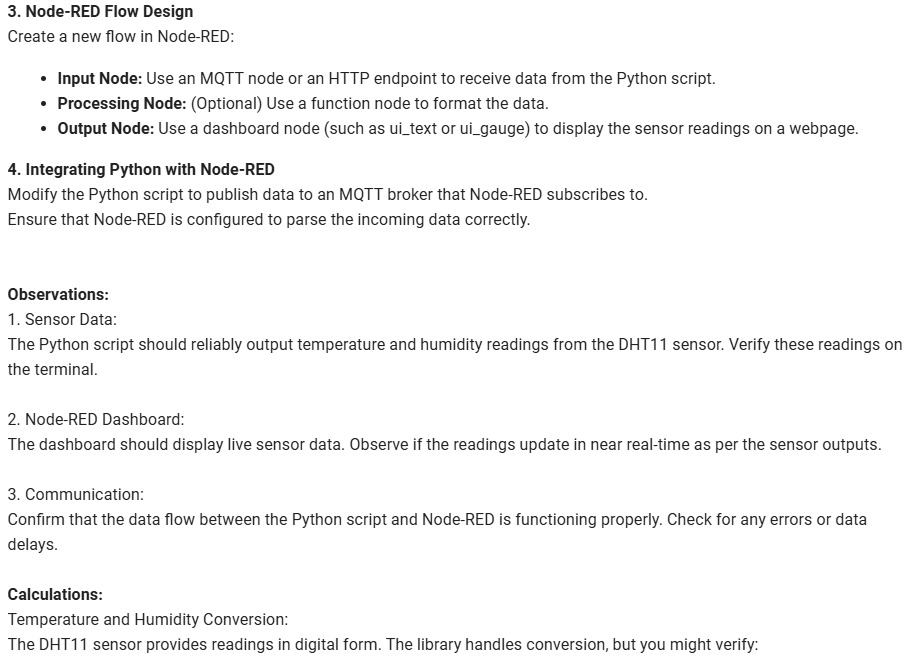 3. Node-RED Flow Design
Create a new flow in Node-RED:
• Input Node: Use an MQTT node or an HTTP endpoint to receive data from the Python script.
• Processing Node: (Optional) Use a function node to format the data.
• Output Node: Use a dashboard node (such as ui_text or ui_gauge) to display the sensor readings on a webpage.
4. Integrating Python with Node-RED
Modify the Python script to publish data to an MQTT broker that Node-RED subscribes to.
Ensure that Node-RED is configured to parse the incoming data correctly.
Observations:
1. Sensor Data:
The Python script should reliably output temperature and humidity readings from the DHT11 sensor. Verify these readings on
the terminal.
2. Node-RED Dashboard:
The dashboard should display live sensor data. Observe if the readings update in near real-time as per the sensor outputs.
3. Communication:
Confirm that the data flow between the Python script and Node-RED is functioning properly. Check for any errors or data
delays.
Calculations:
Temperature and Humidity Conversion:
The DHT11 sensor provides readings in digital form. The library handles conversion, but you might verify: